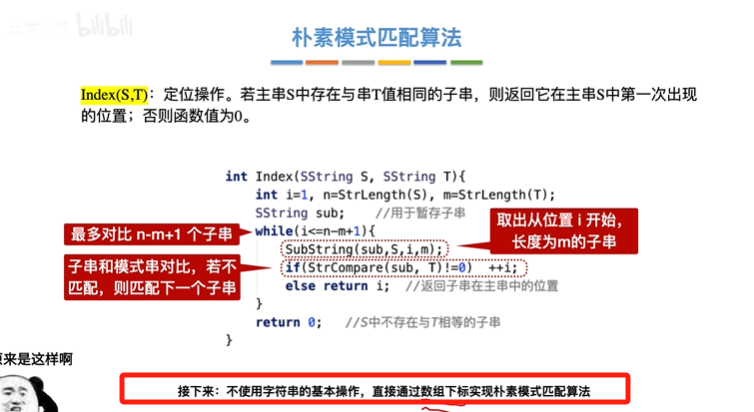 bilibili
朴素模式匹配算法
Index(S,T)：定位操作。若主串S中存在与串T值相同的子串，则返回它在主串S中第一次出现
的位置；否则函数值为0。
int Index(SString S, SString T){
int i=1, n=StrLength(S), m=StrLength(T);
SString sub; //用于暂存子串
最多对比 n-m+1 个子串
while(i<=n-m+1){
取出从位置 i 开始，
长度为m的子串
SubString(sub,S,i,m);
子串和模式串对比，若不
匹配，则匹配下一个子串
if(StrCompare(sub, T)!=0) ++i;
else return i; //返回子串在主串中的位置
}
return 0; //S中不存在与T相等的子串
}
原来是这样啊
接下来：不使用字符串的基本操作，直接通过数组下标实现朴素模式匹配算法